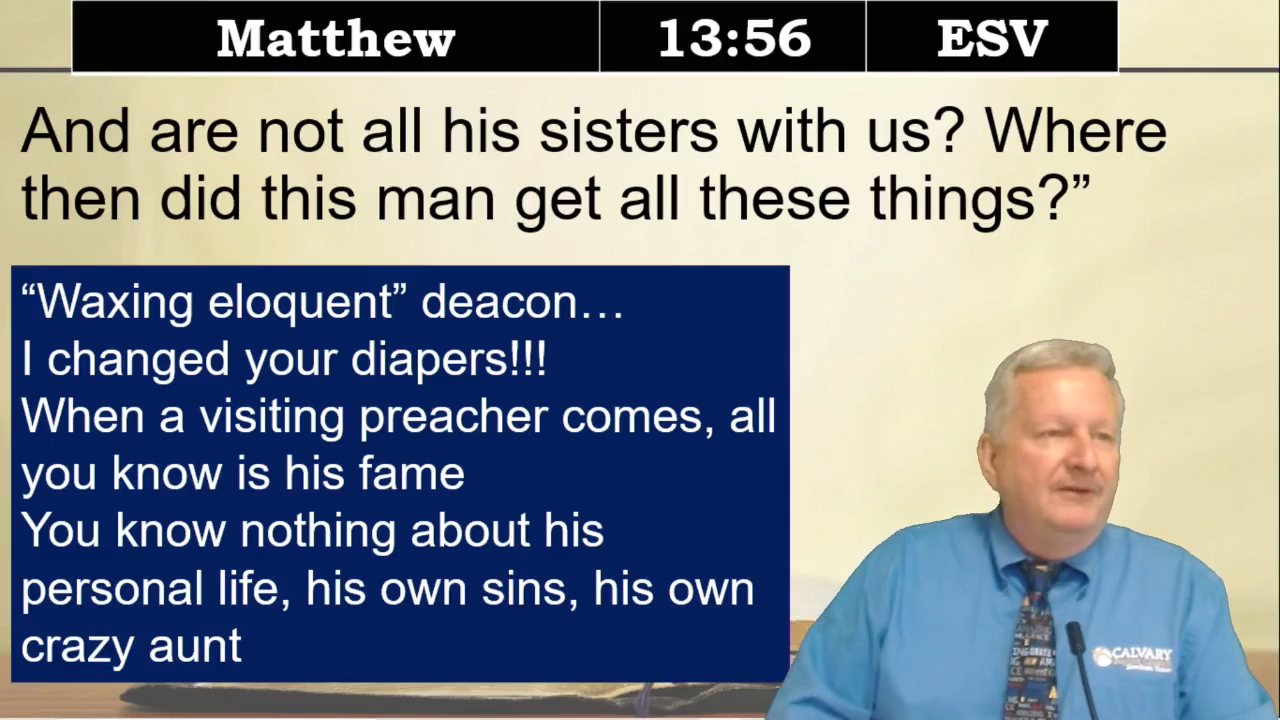 Matthew 13:56 ESV
And are not all his sisters with us? Where
then did this man get all these things?”
“Waxing eloquent” deacon…
I changed your diapers!!!
When a visiting preacher comes, all
you know is his fame
You know nothing about his
personal life, his own sins, his own
crazy aunt
CALVARY